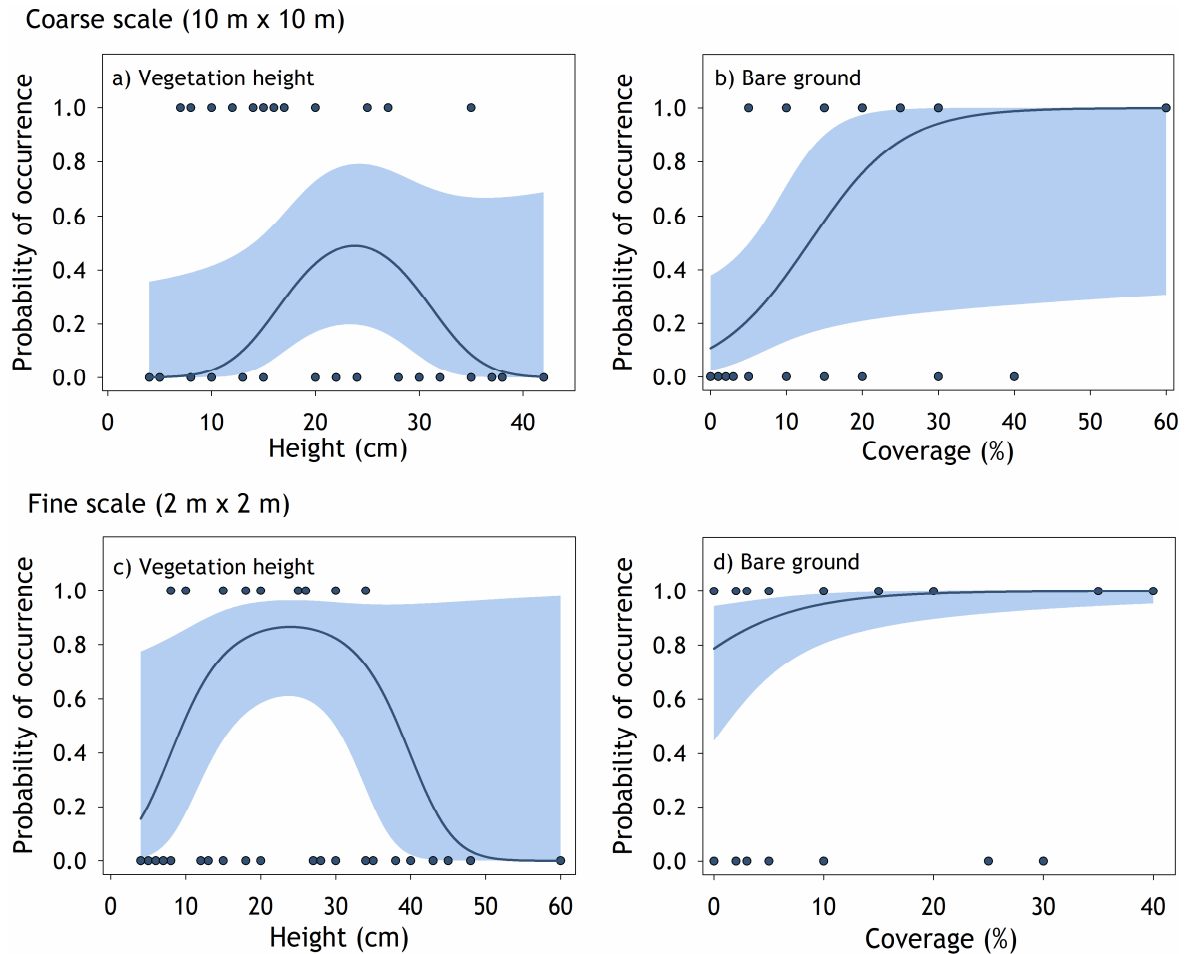 Coarse scale (10 m x 10 m)
a) Vegetation height
Probability of occurrence
1.0
0.8
0.6
0.4
0.2
0.0
0 10 20 30 40
Height (cm)
b) Bare ground
Probability of occurrence
1.0
0.8
0.6
0.4
0.2
0.0
0 10 20 30 40 50 60
Coverage (%)
Fine scale (2 m x 2 m)
c) Vegetation height
Probability of occurrence
1.0
0.8
0.6
0.4
0.2
0.0
0 10 20 30 40 50 60
Height (cm)
d) Bare ground
Probability of occurrence
1.0
0.8
0.6
0.4
0.2
0.0
0 10 20 30 40
Coverage (%)